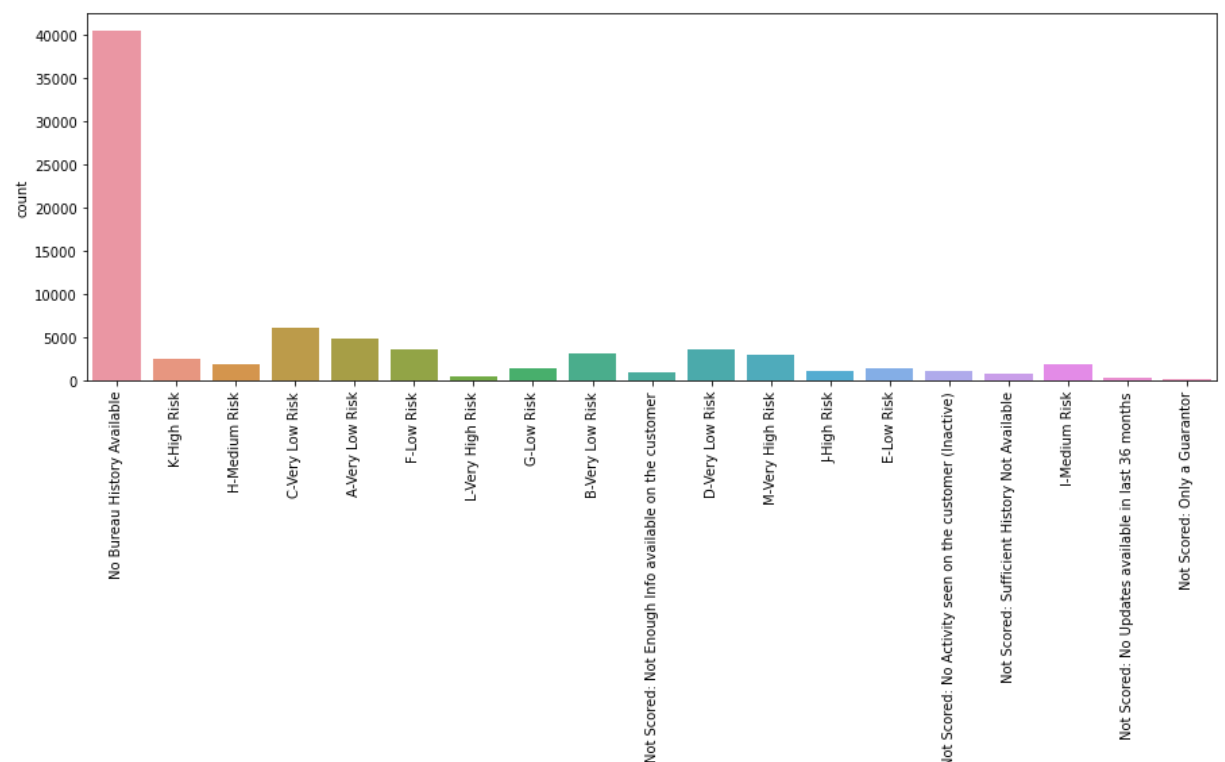 40000
35000
30000
25000
20000
15000
10000
5000
0
count
No Bureau History Available
K-High Risk
H-Medium Risk
C-Very Low Risk
A-Very Low Risk
F-Low Risk
L-Very High Risk
G-Low Risk
B-Very Low Risk
Not Scored: Not Enough Info available on the customer
D-Very Low Risk
M-Very High Risk
J-High Risk
E-Low Risk
Not Scored: No Activity seen on the customer (Inactive)
Not Scored: Sufficient History Not Available
I-Medium Risk
Not Scored: No Updates available in last 36 months
Not Scored: Only a Guarantor